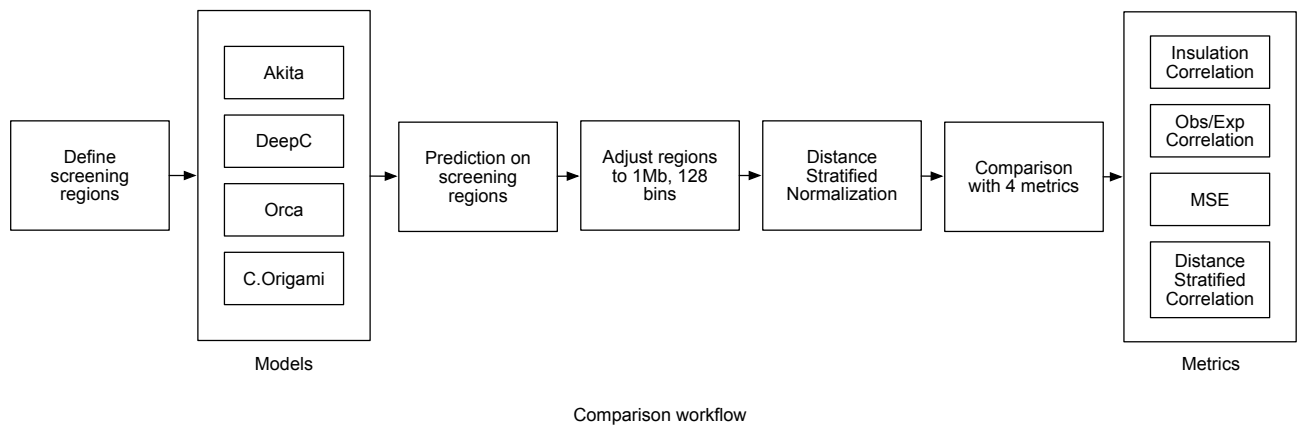 Define
screening
regions
Akita
DeepC
Orca
C.Origami
Models
Prediction on
screening
regions
Adjust regions
to 1Mb, 128
bins
Distance
Stratified
Normalization
Comparison
with 4 metrics
Insulation
Correlation
Obs/Exp
Correlation
MSE
Distance
Stratified
Correlation
Metrics
Comparison workflow